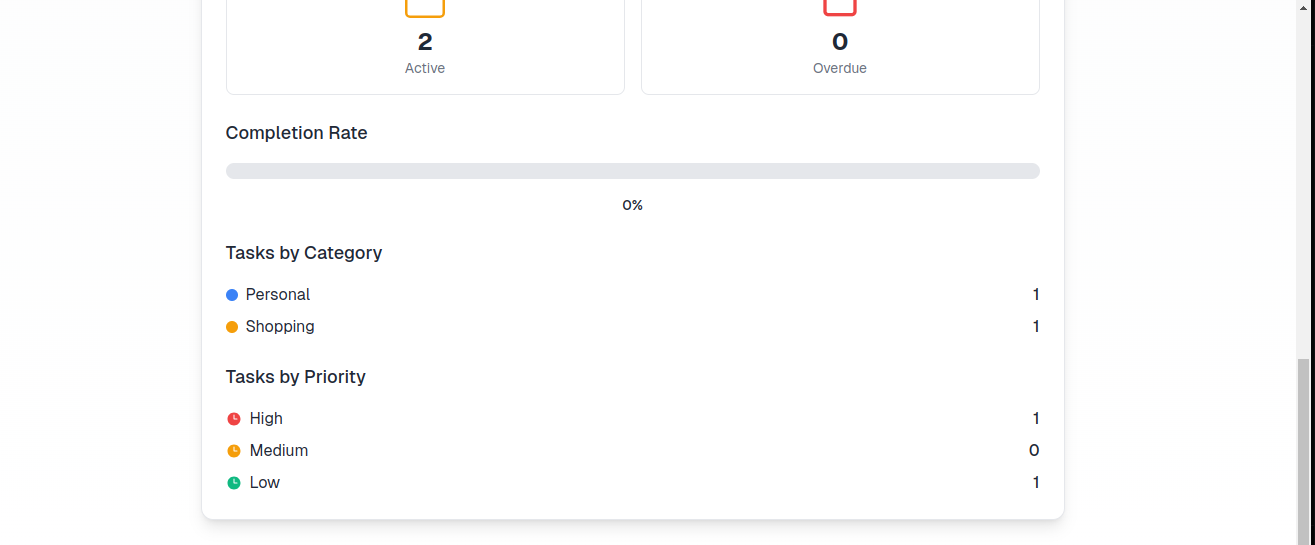 2
0
Active
Overdue
Completion Rate
0%
Tasks by Category
Personal 1
Shopping 1
Tasks by Priority
High 1
Medium 0
Low 1